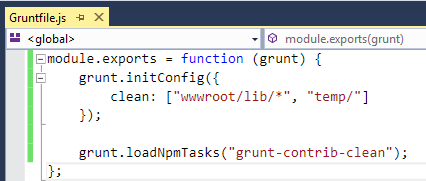 Gruntfile.js
<global>
module.exports(grunt)
module.exports = function (grunt) {
    grunt.initConfig({
        clean: ["wwwroot/lib/*", "temp/"]
    });

    grunt.loadNpmTasks("grunt-contrib-clean");
};